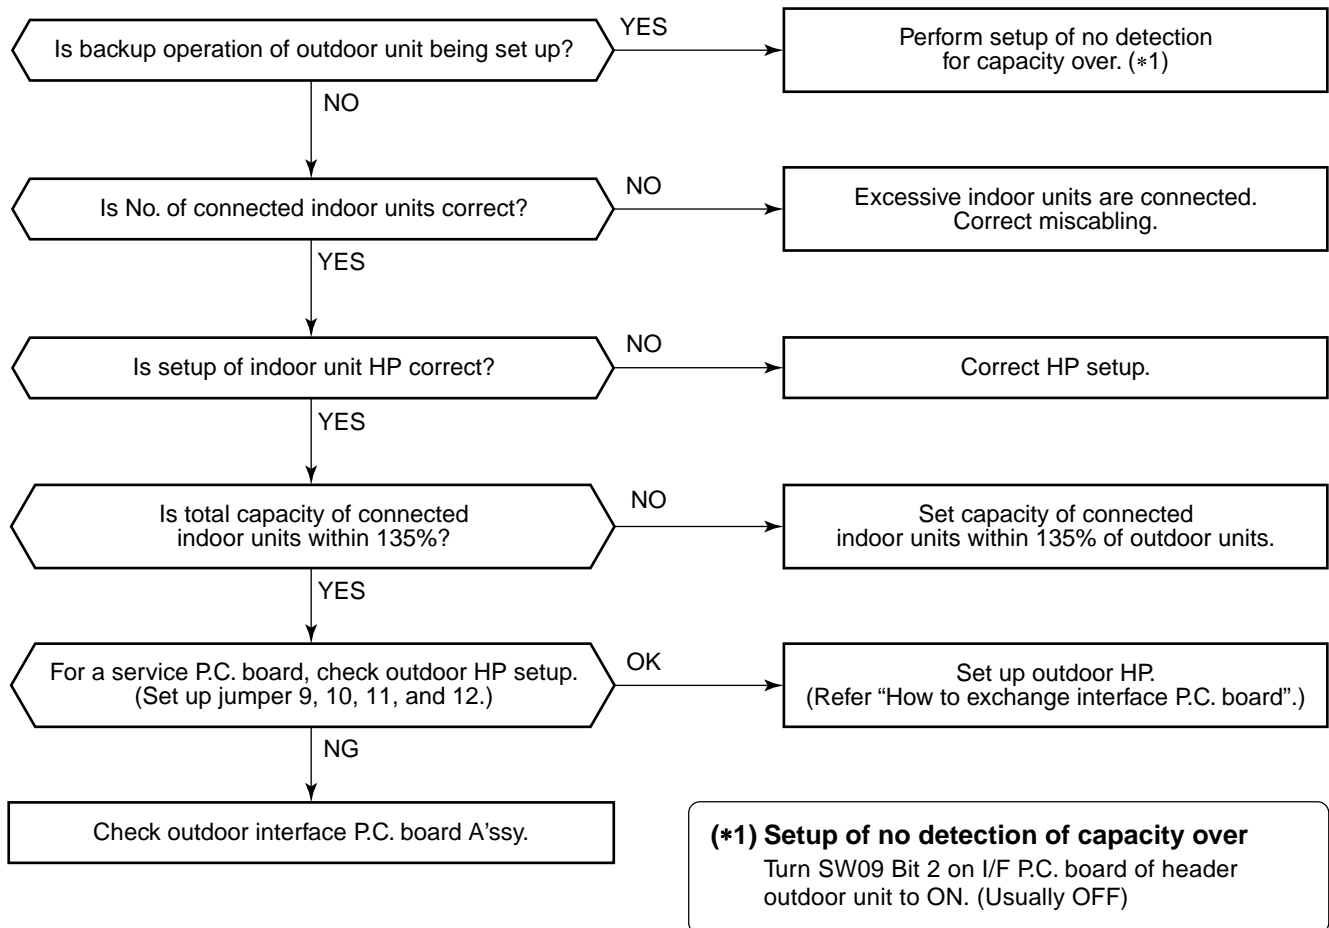 Is backup operation of outdoor unit being set up?
YES
Perform setup of no detection
for capacity over. (*1)
NO
Is No. of connected indoor units correct?
NO
Excessive indoor units are connected.
Correct miscabling.
YES
Is setup of indoor unit HP correct?
NO
Correct HP setup.
YES
Is total capacity of connected
indoor units within 135%?
NO
Set capacity of connected
indoor units within 135% of outdoor units.
YES
For a service P.C. board, check outdoor HP setup.
(Set up jumper 9, 10, 11, and 12.)
OK
Set up outdoor HP.
(Refer “How to exchange interface P.C. board”.)
NG
Check outdoor interface P.C. board A'ssy.
(*1) Setup of no detection of capacity over
Turn SW09 Bit 2 on I/F P.C. board of header
outdoor unit to ON. (Usually OFF)